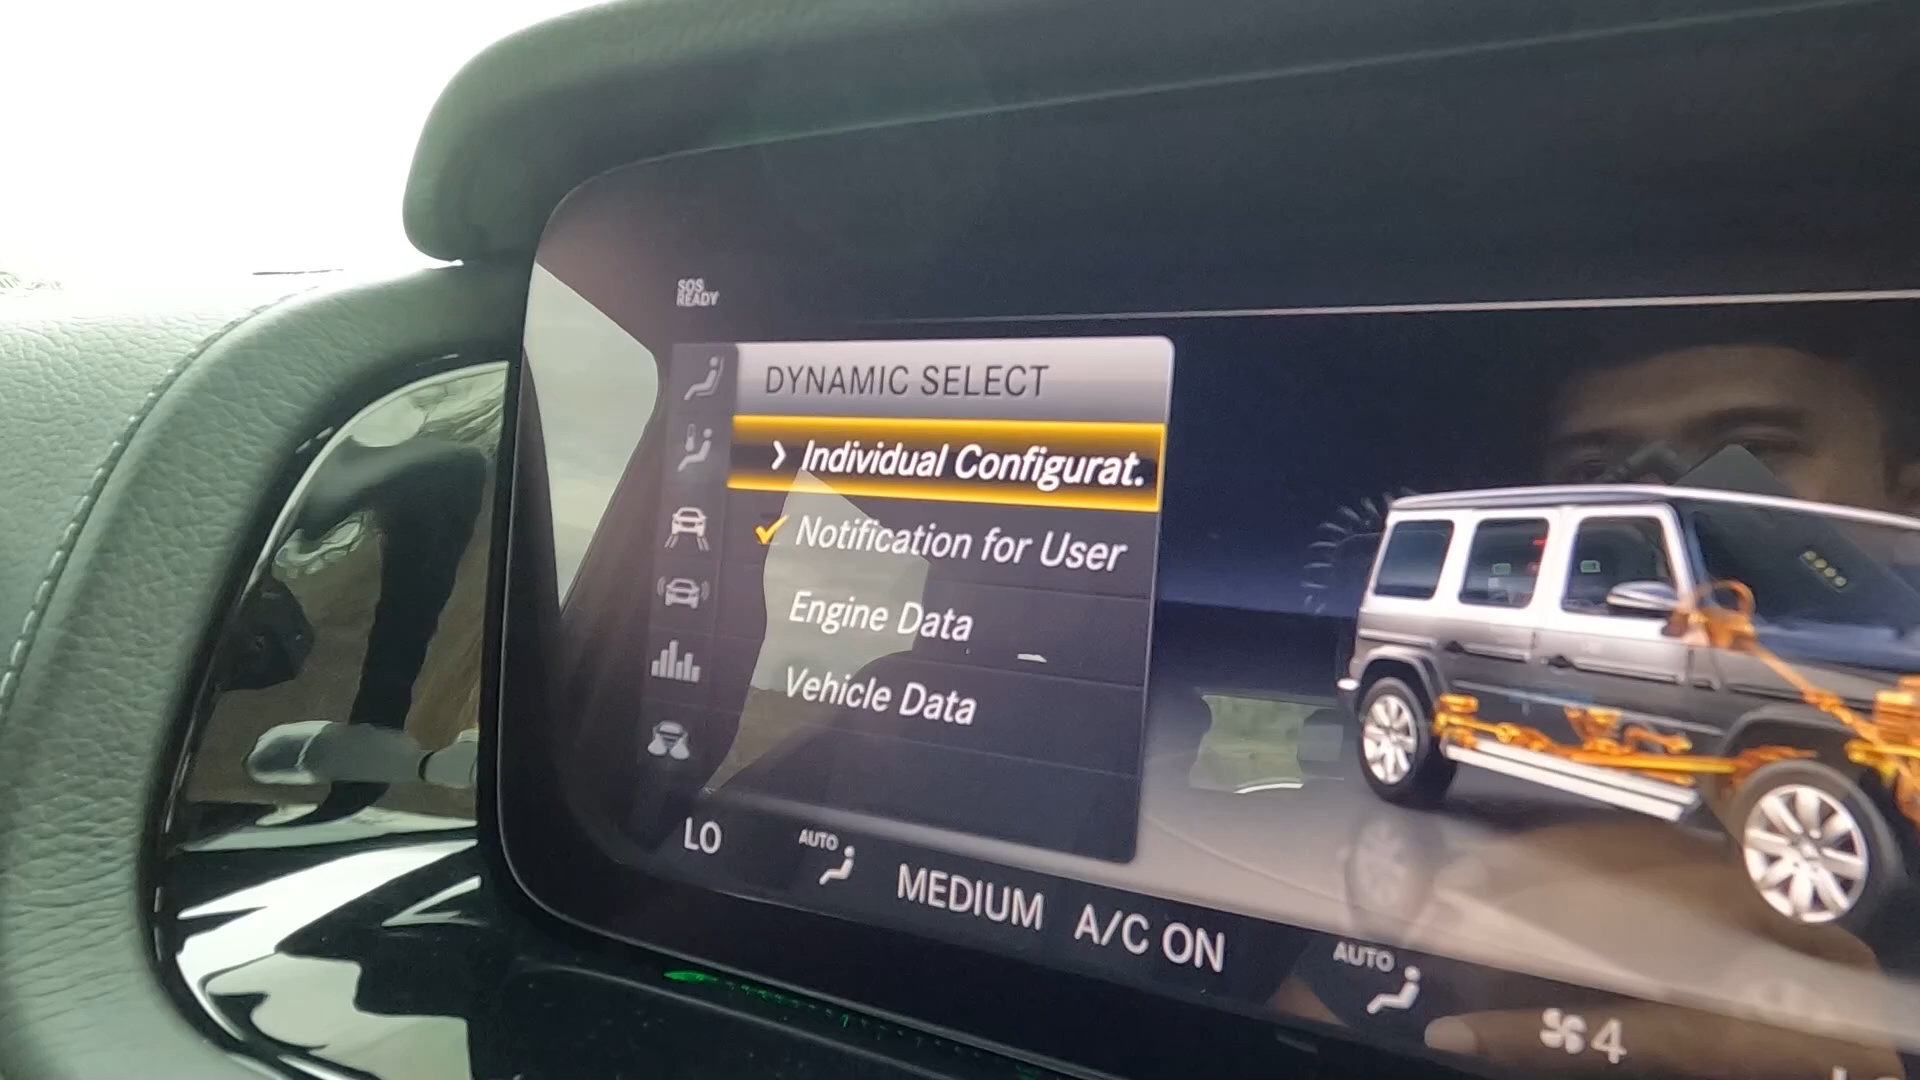 SOS
READY
DYNAMIC SELECT
Individual Configurat.
Notification for User
Engine Data
Vehicle Data
LO
AUTO
MEDIUM
A/C ON
AUTO
4